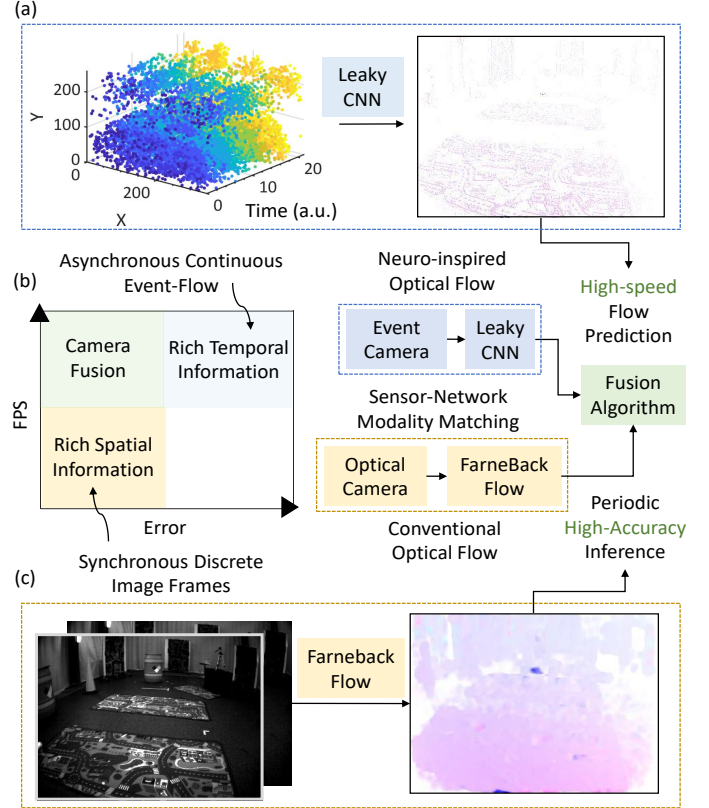 (a)
200
100
0
Y
0
200
X
0
10
20
Time (a.u.)
Leaky
CNN
(b)
Asynchronous Continuous
Event-Flow
FPS
Camera
Fusion
Rich Temporal
Information
Rich Spatial
Information
Error
Synchronous Discrete
Image Frames
Neuro-inspired
Optical Flow
Event
Camera
Leaky
CNN
Sensor-Network
Modality Matching
Optical
Camera
FarneBack
Flow
Conventional
Optical Flow
High-speed
Flow
Prediction
Fusion
Algorithm
Periodic
High-Accuracy
Inference
(c)
Farneback
Flow